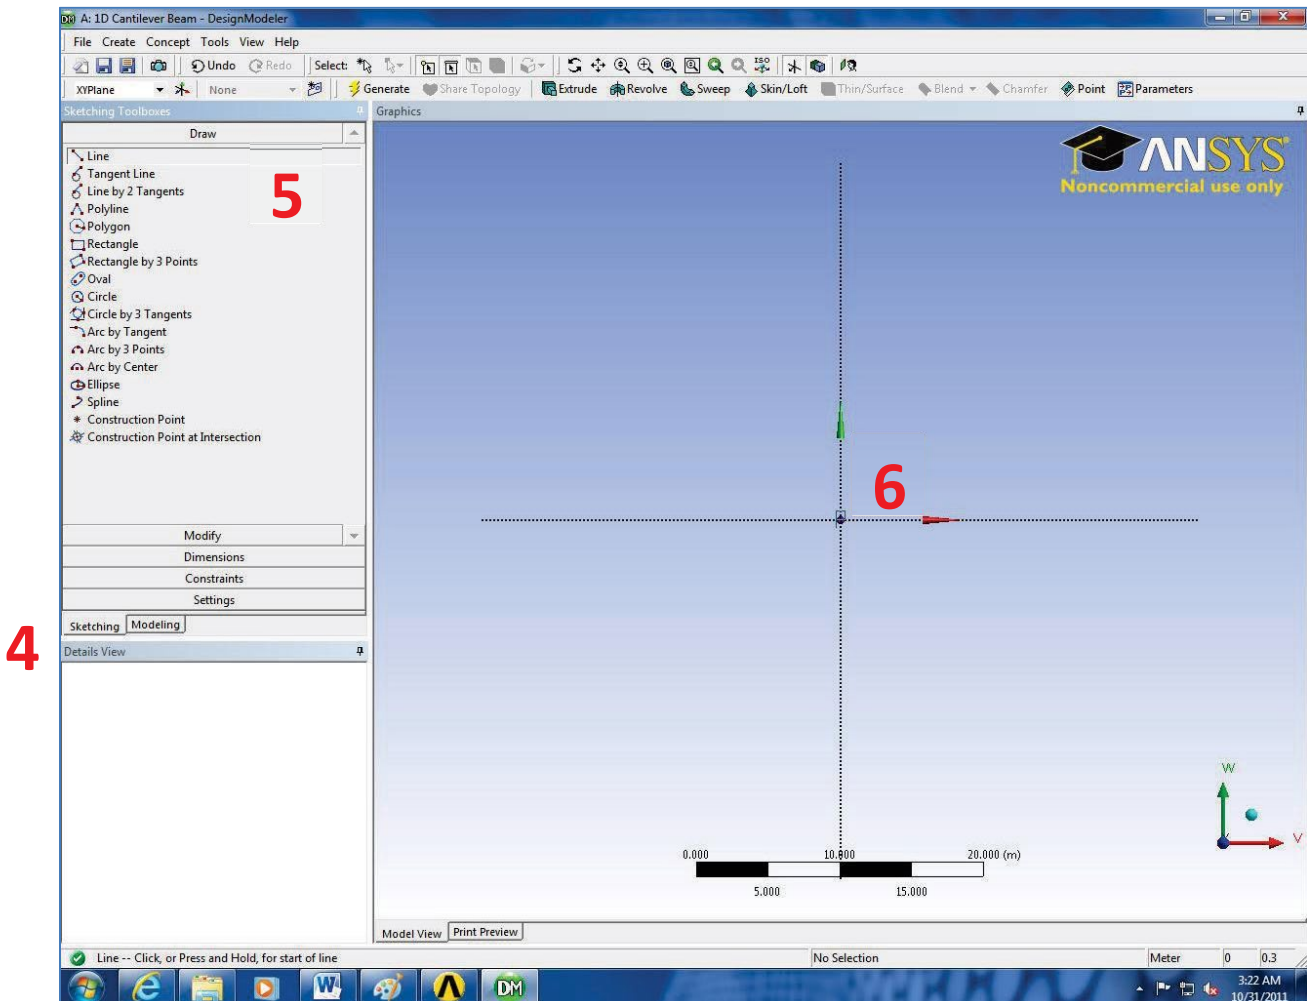 A: 1D Cantilever Beam - DesignModeler
File Create Concept Tools View Help
Undo Redo Select:
XYPlane None Generate Share Topology Extrude Revolve Sweep Skin/Loft Thin/Surface Blend Chamfer Point Parameters
Sketching Toolboxes
Graphics
Draw
Line
Tangent Line
Line by 2 Tangents
Polyline
Polygon
Rectangle
Rectangle by 3 Points
Oval
Circle
Circle by 3 Tangents
Arc by Tangent
Arc by 3 Points
Arc by Center
Ellipse
Spline
Construction Point
Construction Point at Intersection
5
Modify
Dimensions
Constraints
Settings
Sketching Modeling
4
Details View
ANSYS
Noncommercial use only
6
W
V
0.000 10.000 20.000 (m)
5.000 15.000
Model View Print Preview
Line -- Click, or Press and Hold, for start of line No Selection Meter 0 0.3
DM
3:22 AM
10/31/2011